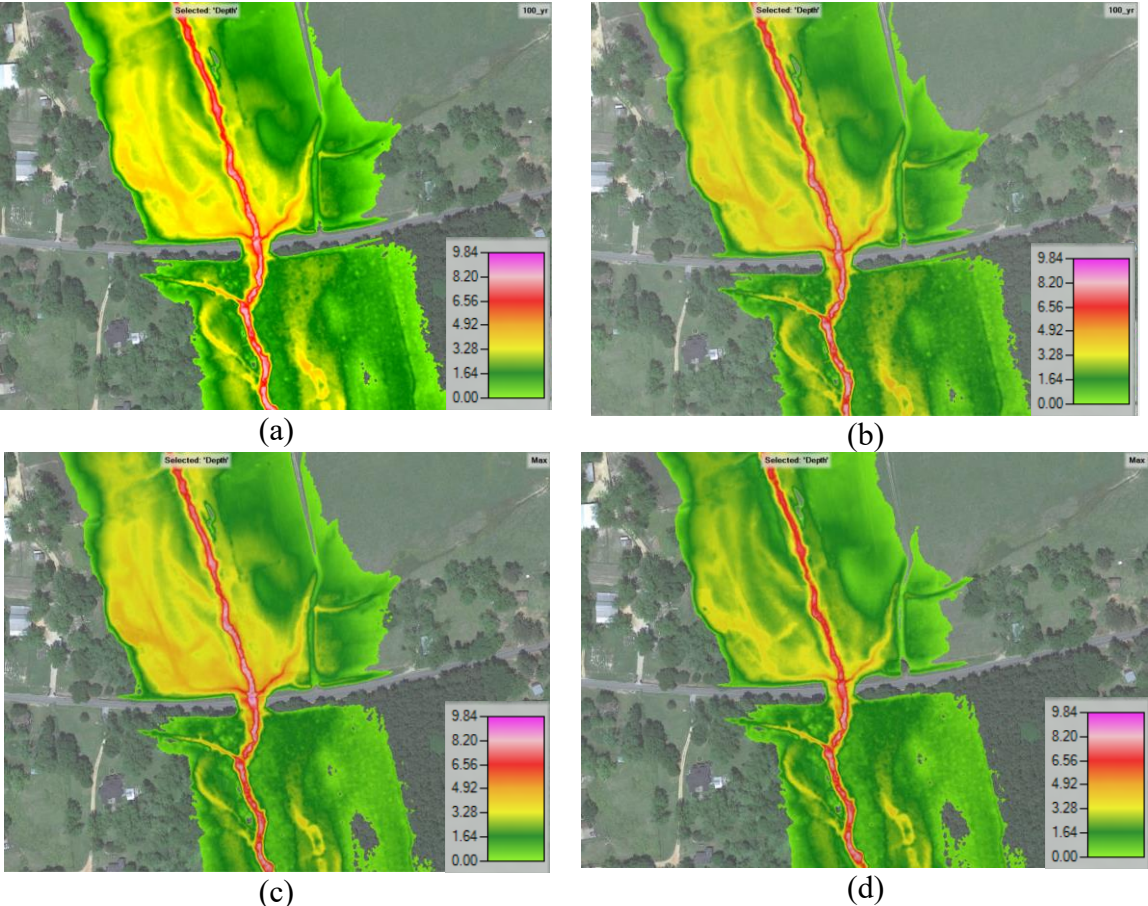 Selected: 'Depth'
100_yr
9.84
8.20
6.56
4.92
3.28
1.64
0.00
(a)
Selected: 'Depth'
100_yr
9.84
8.20
6.56
4.92
3.28
1.64
0.00
(b)
Selected: 'Depth'
Max
9.84
8.20
6.56
4.92
3.28
1.64
0.00
(c)
Selected: 'Depth'
Max
9.84
8.20
6.56
4.92
3.28
1.64
0.00
(d)